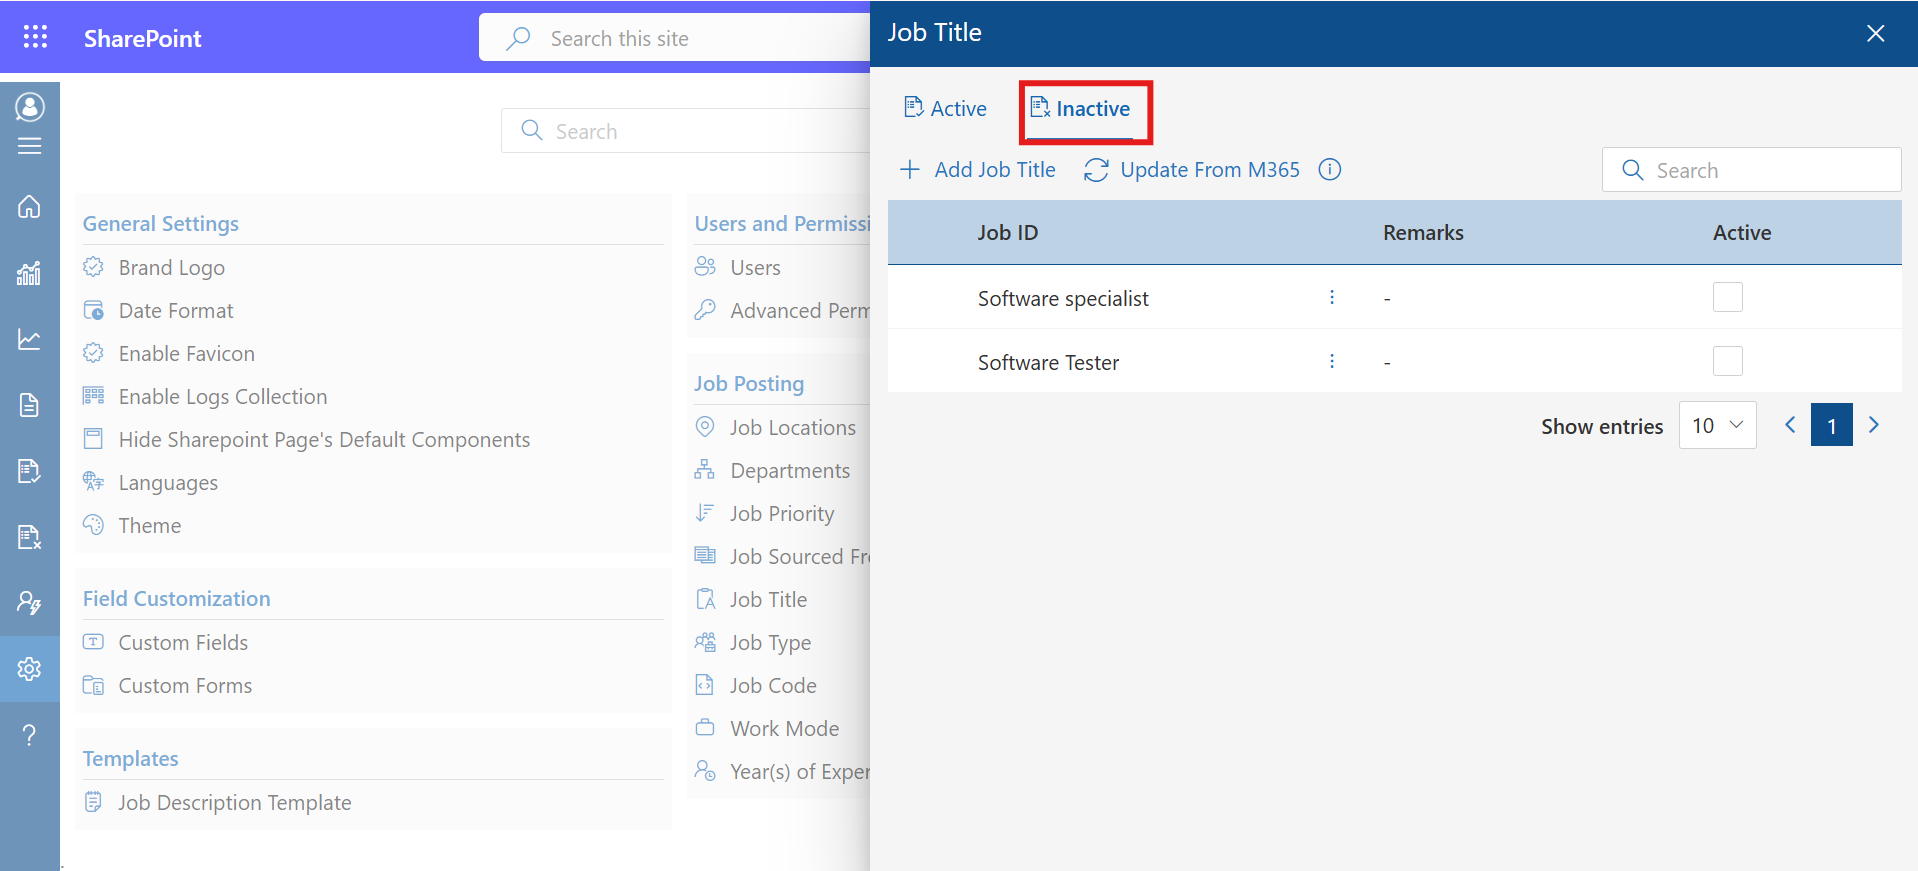 SharePoint
Search this site
Search
General Settings
Brand Logo
Date Format
Enable Favicon
Enable Logs Collection
Hide Sharepoint Page's Default Components
Languages
Theme
Field Customization
Custom Fields
Custom Forms
Templates
Job Description Template
Users and Permissi
Users
Advanced Perm
Job Posting
Job Locations
Departments
Job Priority
Job Sourced Fr
Job Title
Job Type
Job Code
Work Mode
Year(s) of Exper
Job Title
Active
Inactive
Add Job Title
Update From M365
Search
Job ID Remarks Active
Software specialist -
Software Tester -
Show entries 10 1